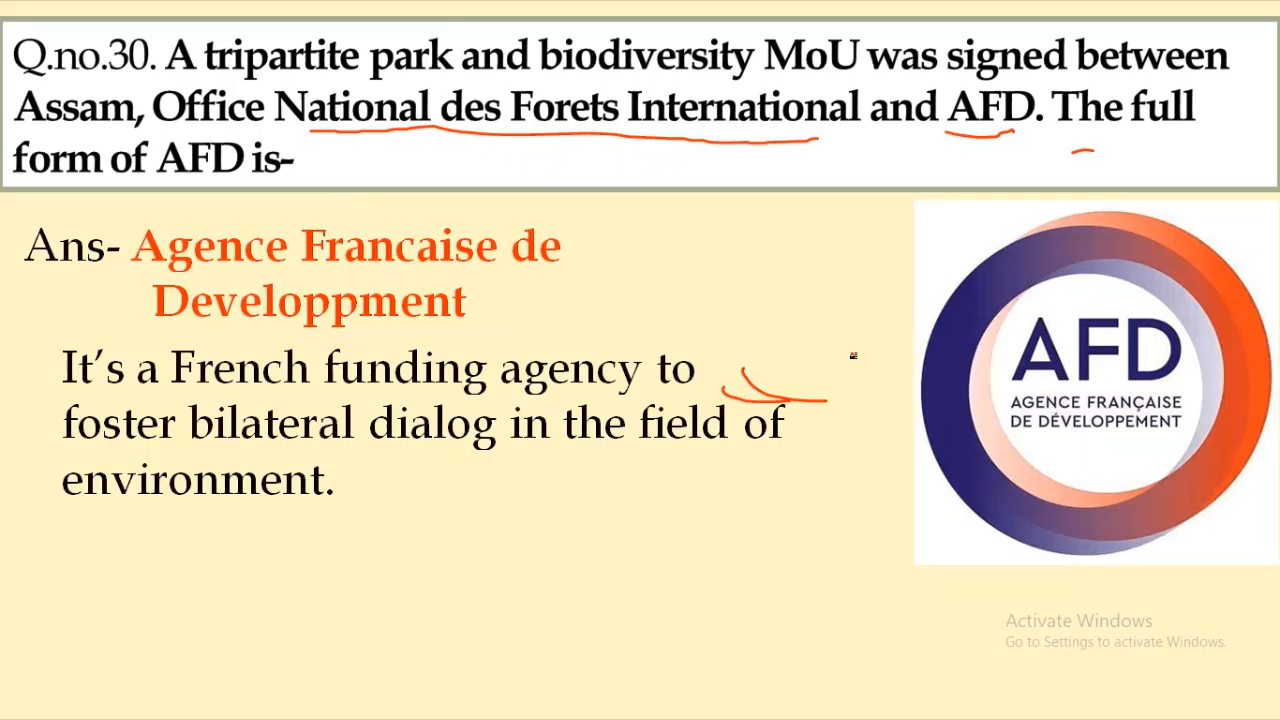 Q.no.30. A tripartite park and biodiversity MoU was signed between
Assam, Office National des Forets International and AFD. The full
form of AFD is-
Ans- Agence Francaise de
Developpment
It's a French funding agency to
foster bilateral dialog in the field of
environment.
AFD
AGENCE FRANÇAISE
DE DÉVELOPPEMENT
Activate Windows
Go to Settings to activate Windows.